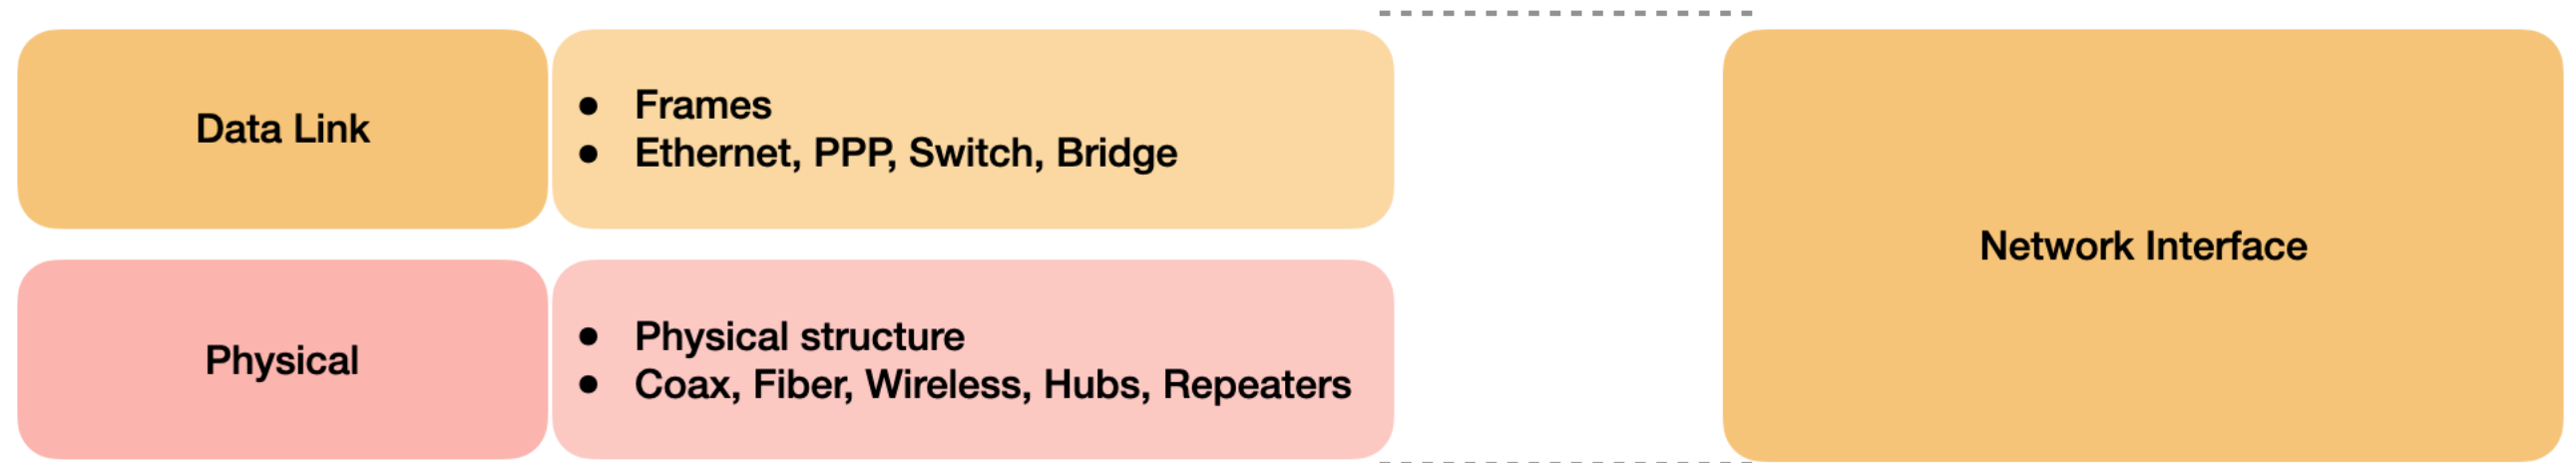 Data Link
● Frames
● Ethernet, PPP, Switch, Bridge
Network Interface
Physical
● Physical structure
● Coax, Fiber, Wireless, Hubs, Repeaters